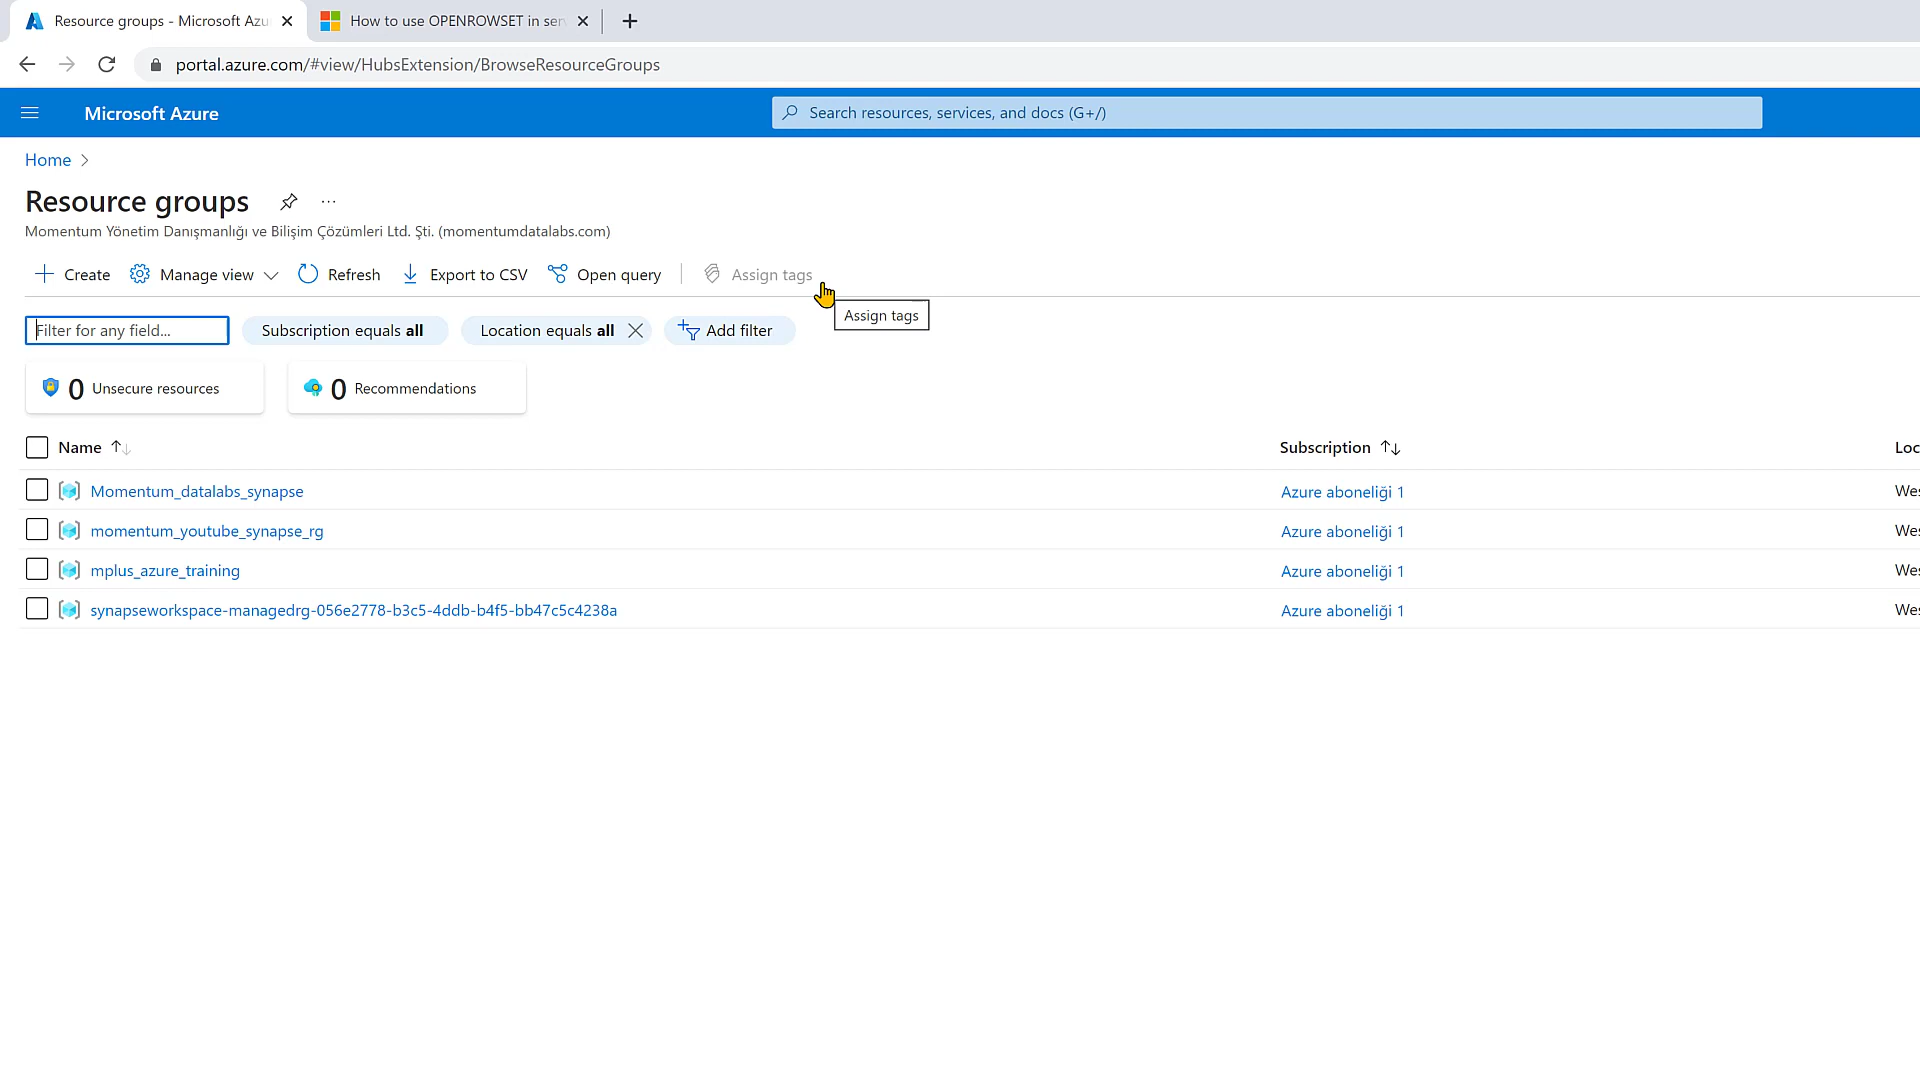 Resource groups - Microsoft Azu
How to use OPENROWSET in ser
portal.azure.com/#view/HubsExtension/BrowseResourceGroups
Microsoft Azure
Search resources, services, and docs (G+/)
Home
Resource groups
Momentum Yönetim Danışmanlığı ve Bilişim Çözümleri Ltd. Şti. (momentumdatalabs.com)
Create Manage view Refresh Export to CSV Open query Assign tags
Assign tags
Filter for any field... Subscription equals all Location equals all Add filter
0 Unsecure resources 0 Recommendations
Name Subscription Loc
Momentum_datalabs_synapse Azure aboneliği 1 Wes
momentum_youtube_synapse_rg Azure aboneliği 1 Wes
mplus_azure_training Azure aboneliği 1 Wes
synapseworkspace-managedrg-056e2778-b3c5-4ddb-b4f5-bb47c5c4238a Azure aboneliği 1 Wes